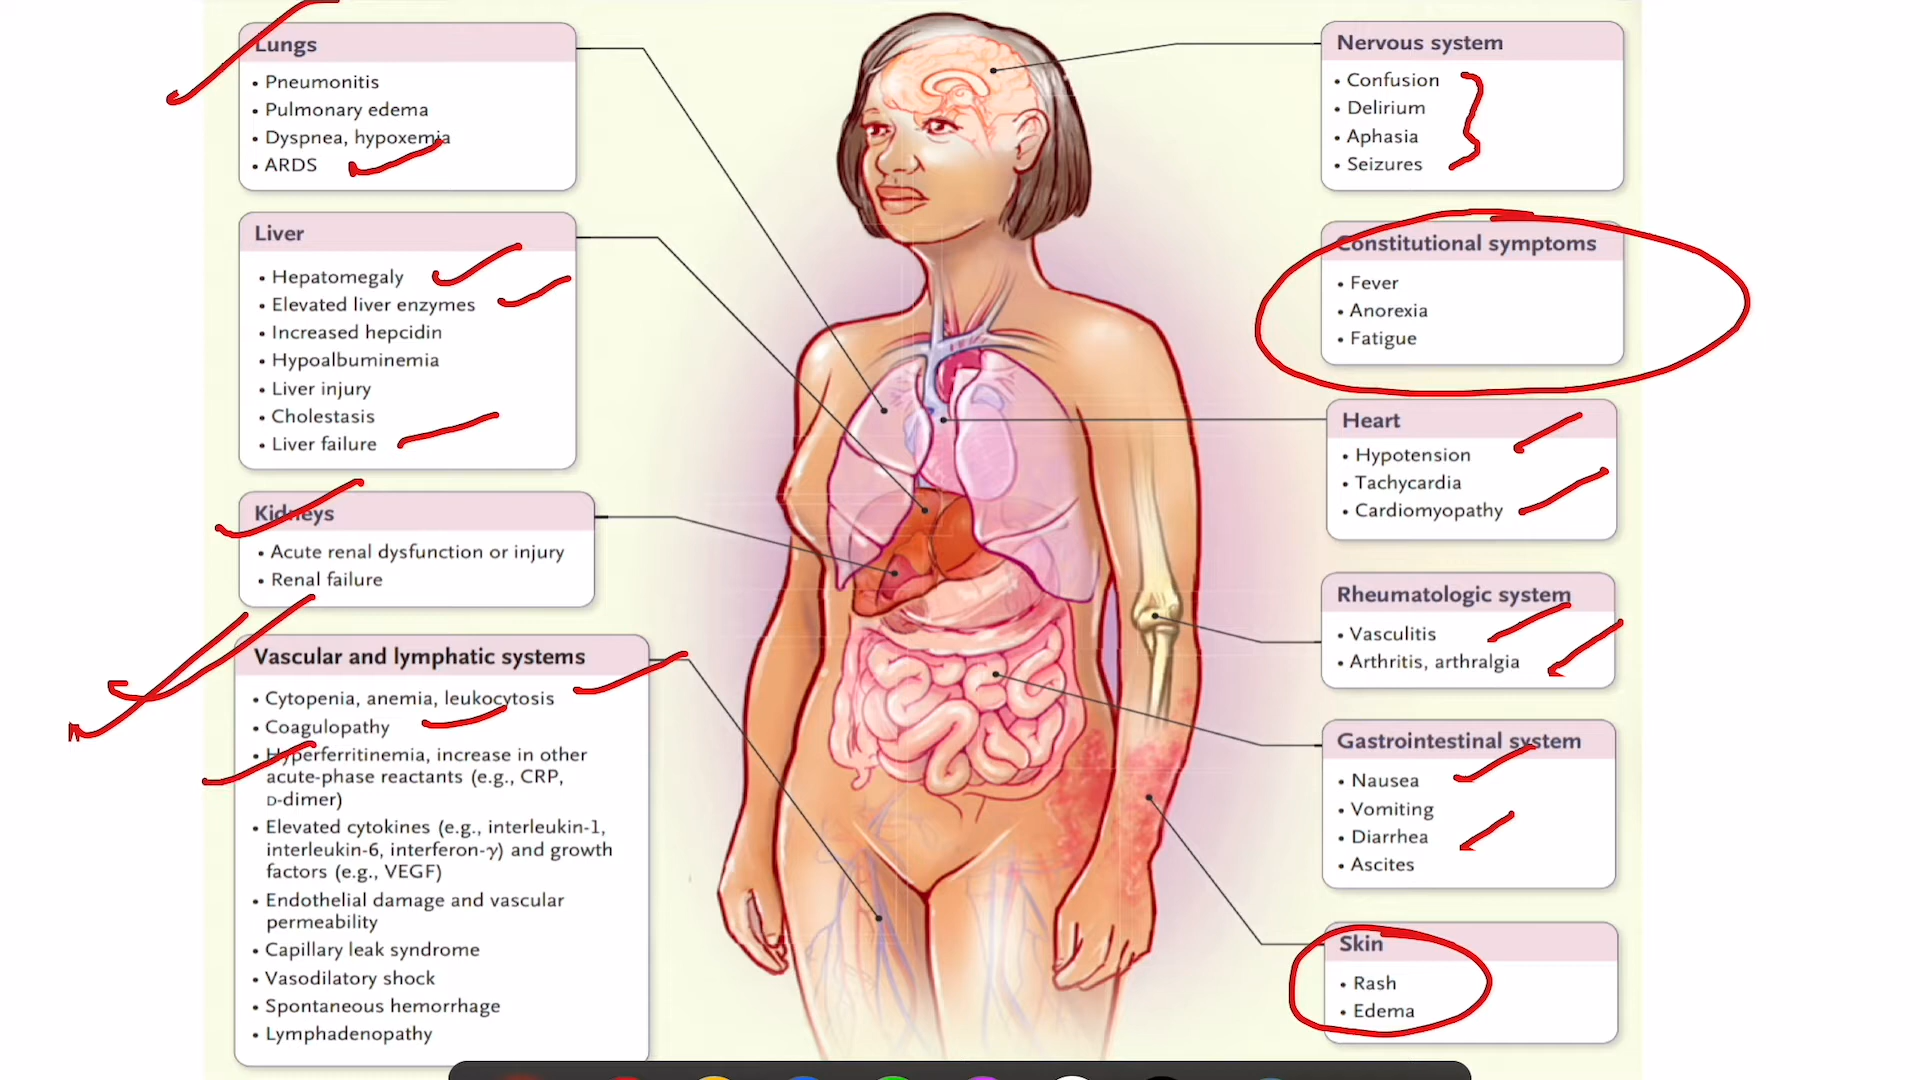 Lungs
• Pneumonitis
• Pulmonary edema
• Dyspnea, hypoxemia
• ARDS
Liver
• Hepatomegaly
• Elevated liver enzymes
• Increased hepcidin
• Hypoalbuminemia
• Liver injury
• Cholestasis
• Liver failure
Kidneys
• Acute renal dysfunction or injury
• Renal failure
Vascular and lymphatic systems
• Cytopenia, anemia, leukocytosis
• Coagulopathy
• Hyperferritinemia, increase in other
acute-phase reactants (e.g., CRP,
D-dimer)
• Elevated cytokines (e.g., interleukin-1,
interleukin-6, interferon-γ) and growth
factors (e.g., VEGF)
• Endothelial damage and vascular
permeability
• Capillary leak syndrome
• Vasodilatory shock
• Spontaneous hemorrhage
• Lymphadenopathy
Nervous system
• Confusion
• Delirium
• Aphasia
• Seizures
Constitutional symptoms
• Fever
• Anorexia
• Fatigue
Heart
• Hypotension
• Tachycardia
• Cardiomyopathy
Rheumatologic system
• Vasculitis
• Arthritis, arthralgia
Gastrointestinal system
• Nausea
• Vomiting
• Diarrhea
• Ascites
Skin
• Rash
• Edema